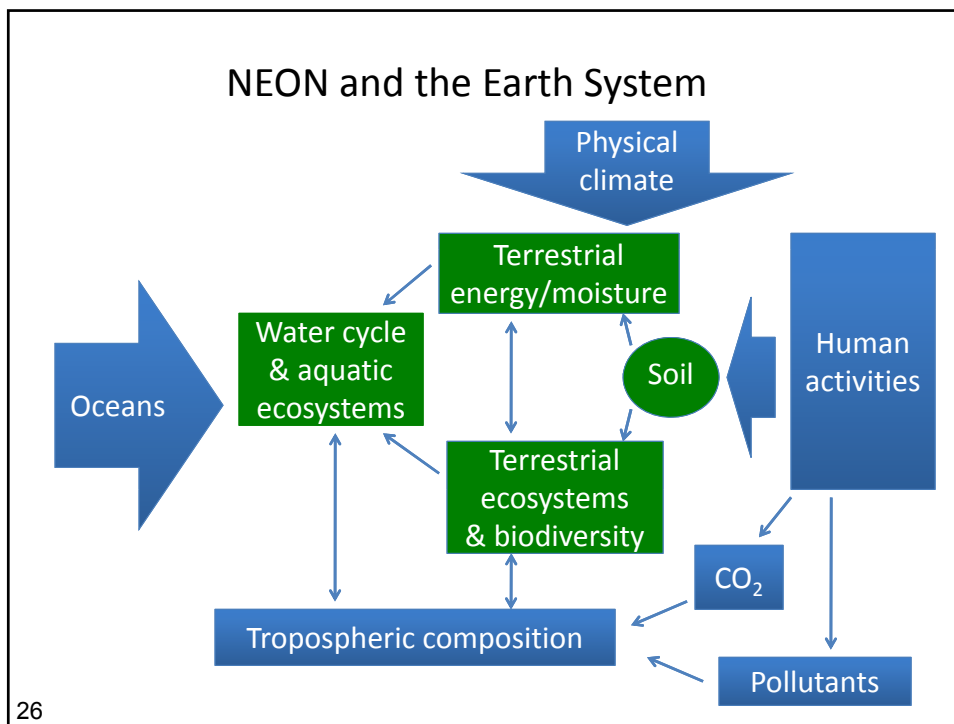 NEON and the Earth System
Physical
climate
Terrestrial
energy/moisture
Water cycle
& aquatic
ecosystems
Soil
Human
activities
Oceans
Terrestrial
ecosystems
& biodiversity
CO₂
Tropospheric composition
Pollutants
26